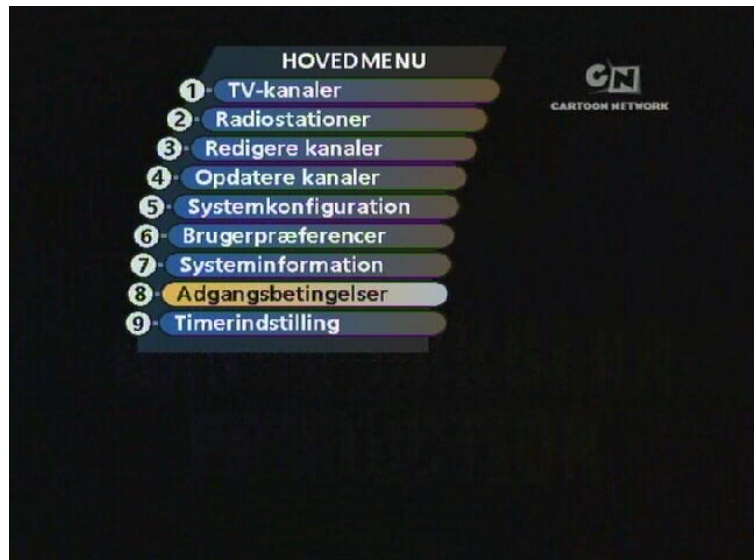 HOVEDMENU
1 TV-kanaler
2 Radiostationer
3 Redigere kanaler
4 Opdatere kanaler
5 Systemkonfiguration
6 Brugerpræferencer
7 Systeminformation
8 Adgangsbetingelser
9 Timerindstilling
CN
CARTOON NETWORK